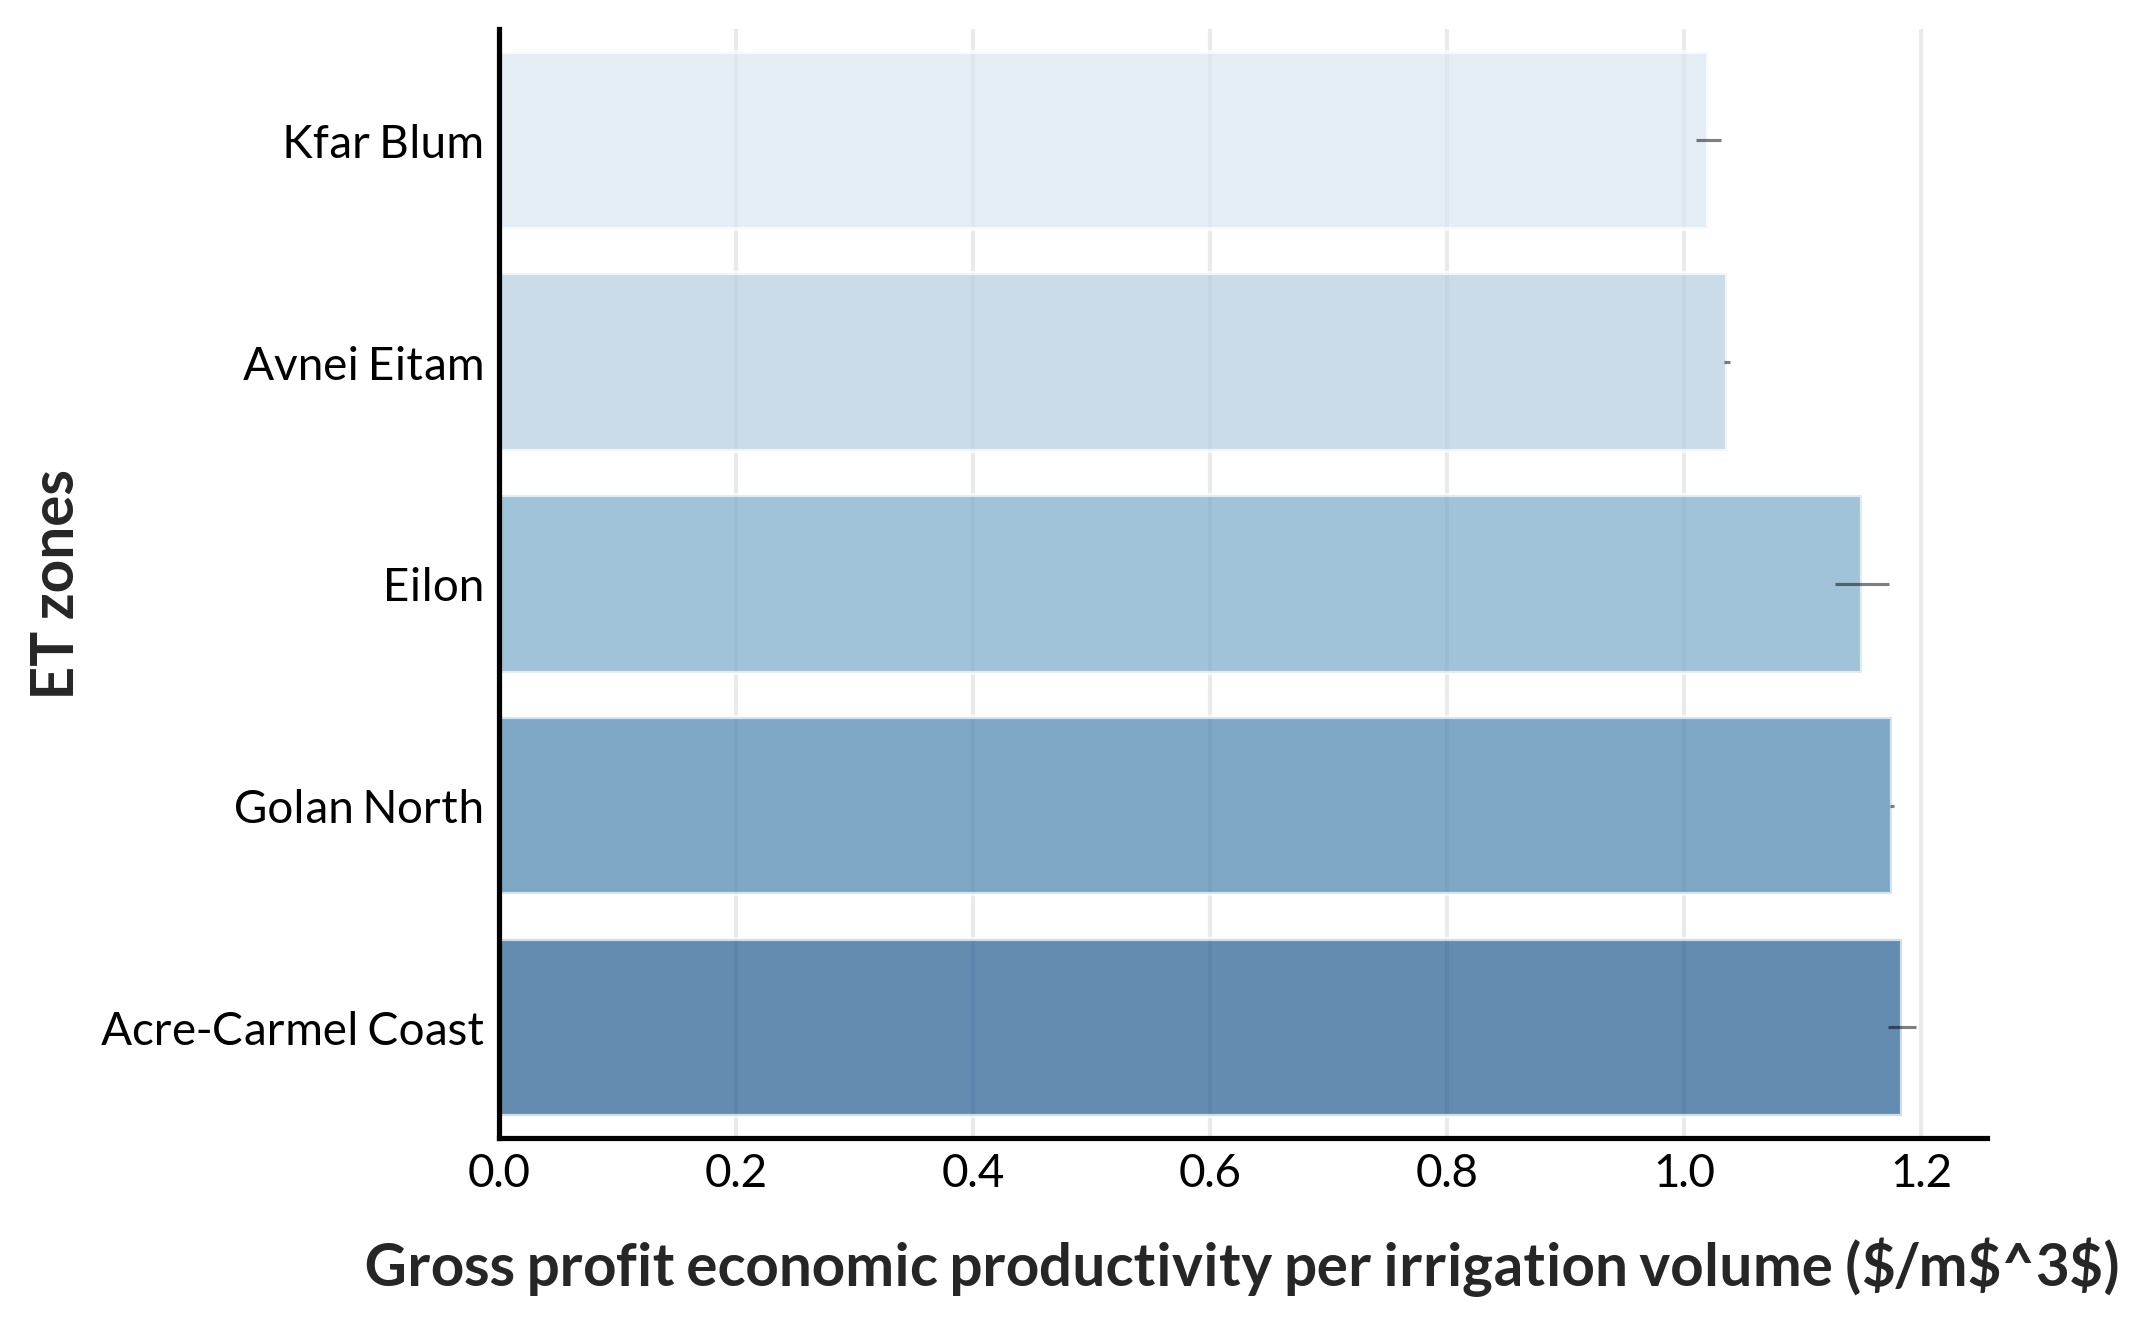 Kfar Blum
Avnei Eitam
Eilon
Golan North
Acre-Carmel Coast
ET zones
0.0 0.2 0.4 0.6 0.8 1.0 1.2
Gross profit economic productivity per irrigation volume ($/m$^3$)